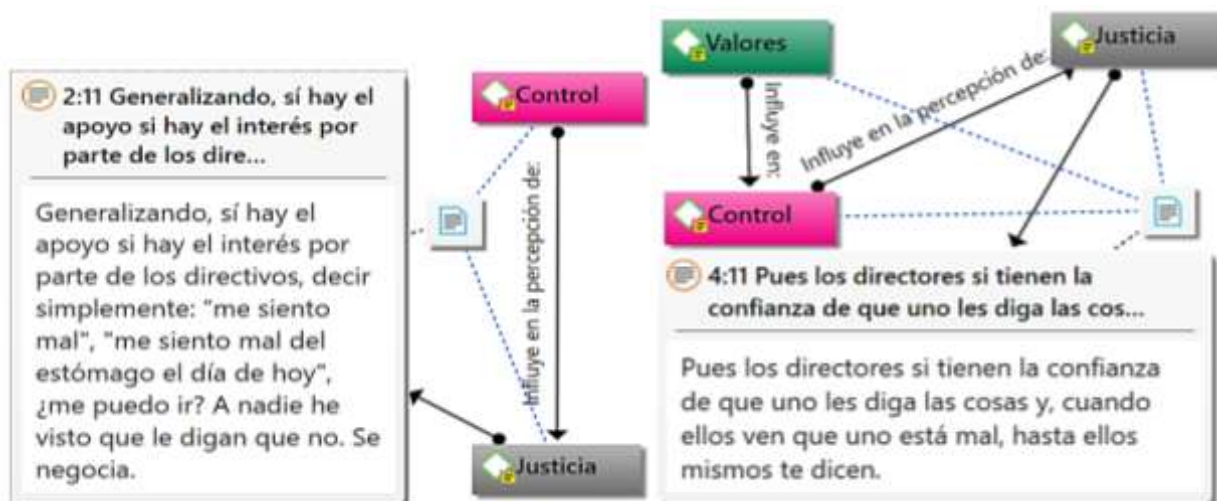 2:11 Generalizando, sí hay el
apoyo si hay el interés por
parte de los dire...
Generalizando, sí hay el
apoyo si hay el interés por
parte de los directivos, decir
simplemente: "me siento
mal", "me siento mal del
estómago el día de hoy",
¿me puedo ir? A nadie he
visto que le digan que no. Se
negocia.
Control
Influye en la percepción de:
Justicia
Valores
Justicia
Influye en:
Influye en la percepción de:
Control
4:11 Pues los directores si tienen la
confianza de que uno les diga las cos...
Pues los directores si tienen la confianza
de que uno les diga las cosas y, cuando
ellos ven que uno está mal, hasta ellos
mismos te dicen.